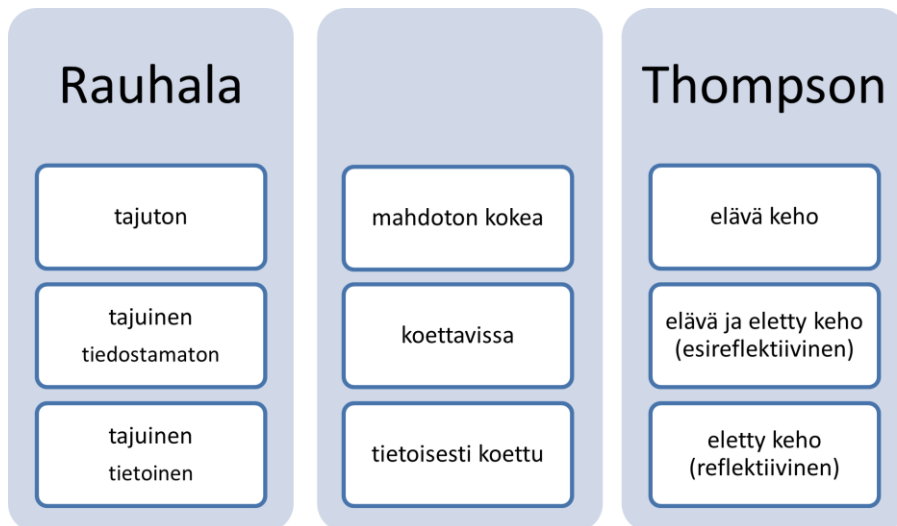 Rauhala
tajuton
tajuinen
tiedostamaton
tajuinen
tietoinen
mahdoton kokea
koettavissa
tietoisesti koettu
Thompson
elävä keho
elävä ja eletty keho
(esireflektiivinen)
eletty keho
(reflektiivinen)